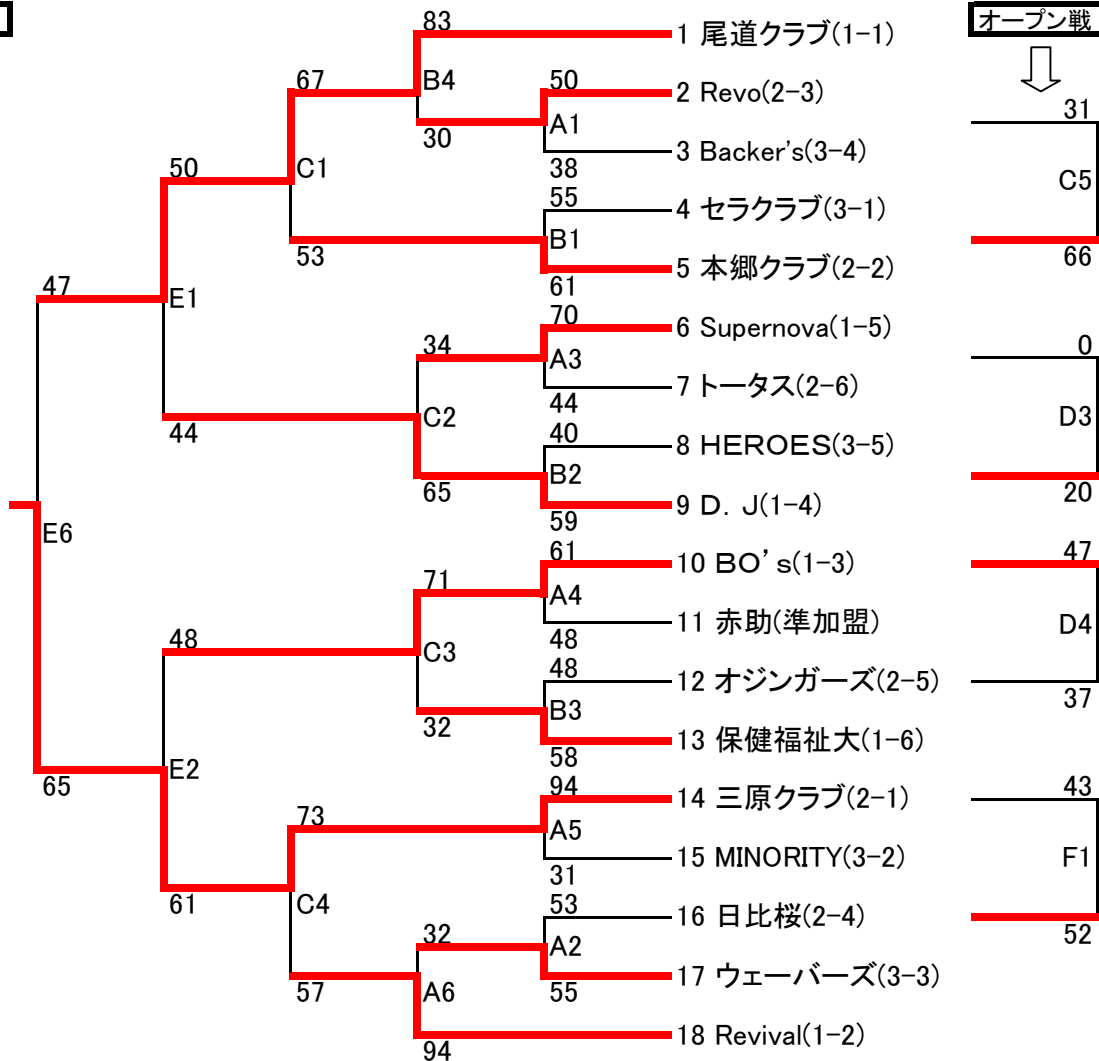 83
1 尾道クラブ(1-1)
オープン戦
67
B4
50
2 Revo(2-3)
30
A1
31
3 Backer's(3-4)
50
C1
38
55
C5
4 セラクラブ(3-1)
B1
53
66
5 本郷クラブ(2-2)
61
47
E1
70
6 Supernova(1-5)
34
0
A3
7 トータス(2-6)
44
C2
44
40
D3
8 HEROES(3-5)
B2
65
20
9 D．J(1-4)
59
E6
61
47
10 BO’s(1-3)
71
A4
11 赤助(準加盟)
D4
48
C3
48
48
12 オジンガーズ(2-5)
37
B3
32
13 保健福祉大(1-6)
58
E2
65
94
43
14 三原クラブ(2-1)
73
A5
15 MINORITY(3-2)
F1
31
61
C4
53
16 日比桜(2-4)
32
52
A2
17 ウェーバーズ(3-3)
57
A6
55
18 Revival(1-2)
94